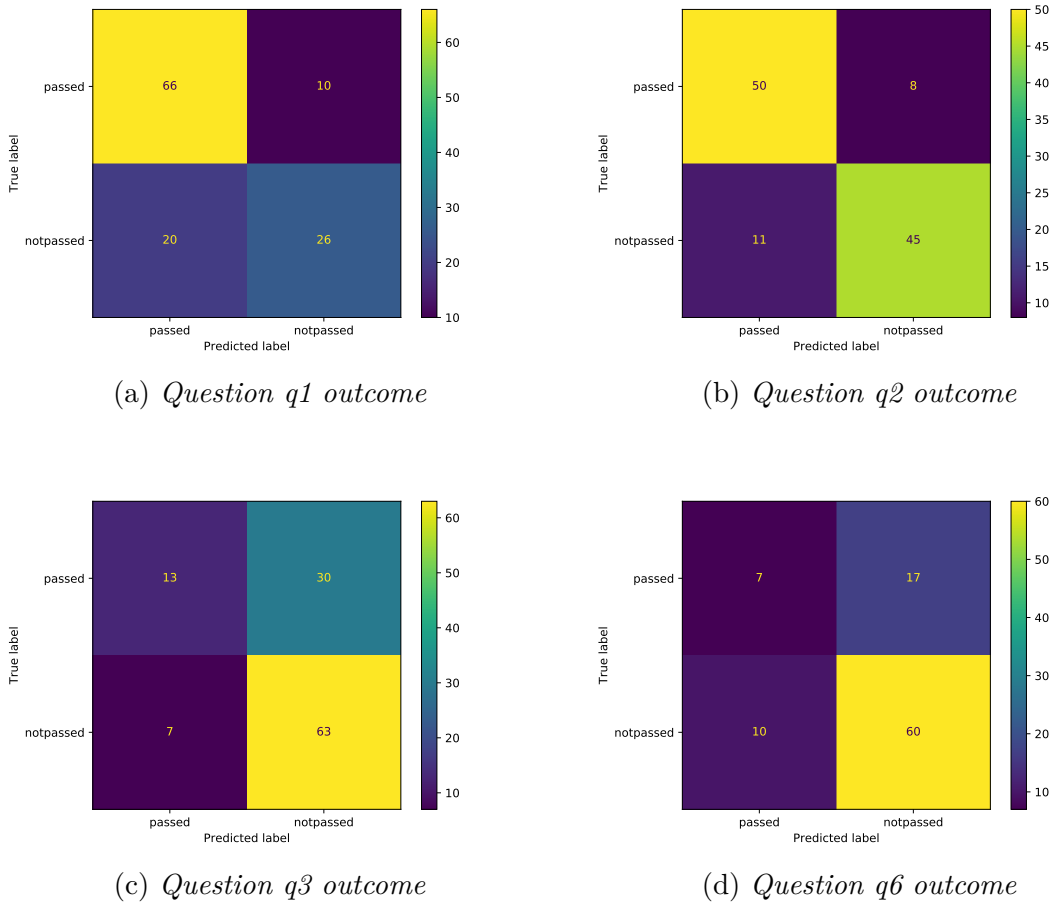 passed
notpassed
True label
66
10
20
26
passed
notpassed
Predicted label
60
50
40
30
20
10
(a) Question q1 outcome
passed
notpassed
True label
50
8
11
45
passed
notpassed
Predicted label
50
45
40
35
30
25
20
15
10
(b) Question q2 outcome
passed
notpassed
True label
13
30
7
63
passed
notpassed
Predicted label
60
50
40
30
20
10
(c) Question q3 outcome
passed
notpassed
True label
7
17
10
60
passed
notpassed
Predicted label
60
50
40
30
20
10
(d) Question q6 outcome